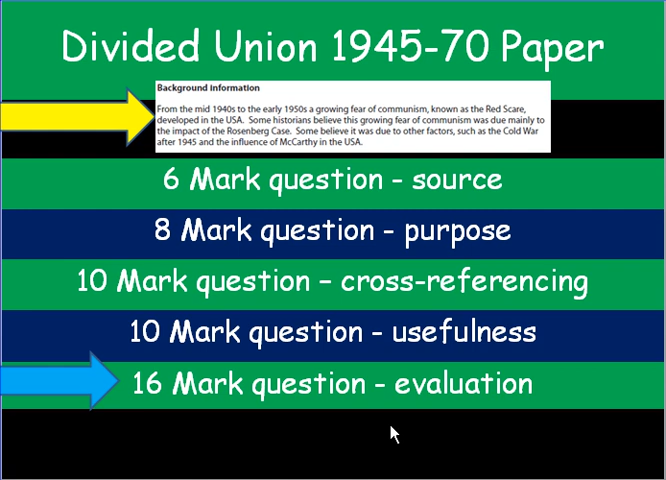 Divided Union 1945-70 Paper
Background Information
From the mid 1940s to the early 1950s a growing fear of communism, known as the Red Scare,
developed in the USA. Some historians believe this growing fear of communism was due mainly to
the impact of the Rosenberg Case. Some believe it was due to other factors, such as the Cold War
after 1945 and the influence of McCarthy in the USA.
6 Mark question - source
8 Mark question - purpose
10 Mark question – cross-referencing
10 Mark question - usefulness
16 Mark question - evaluation